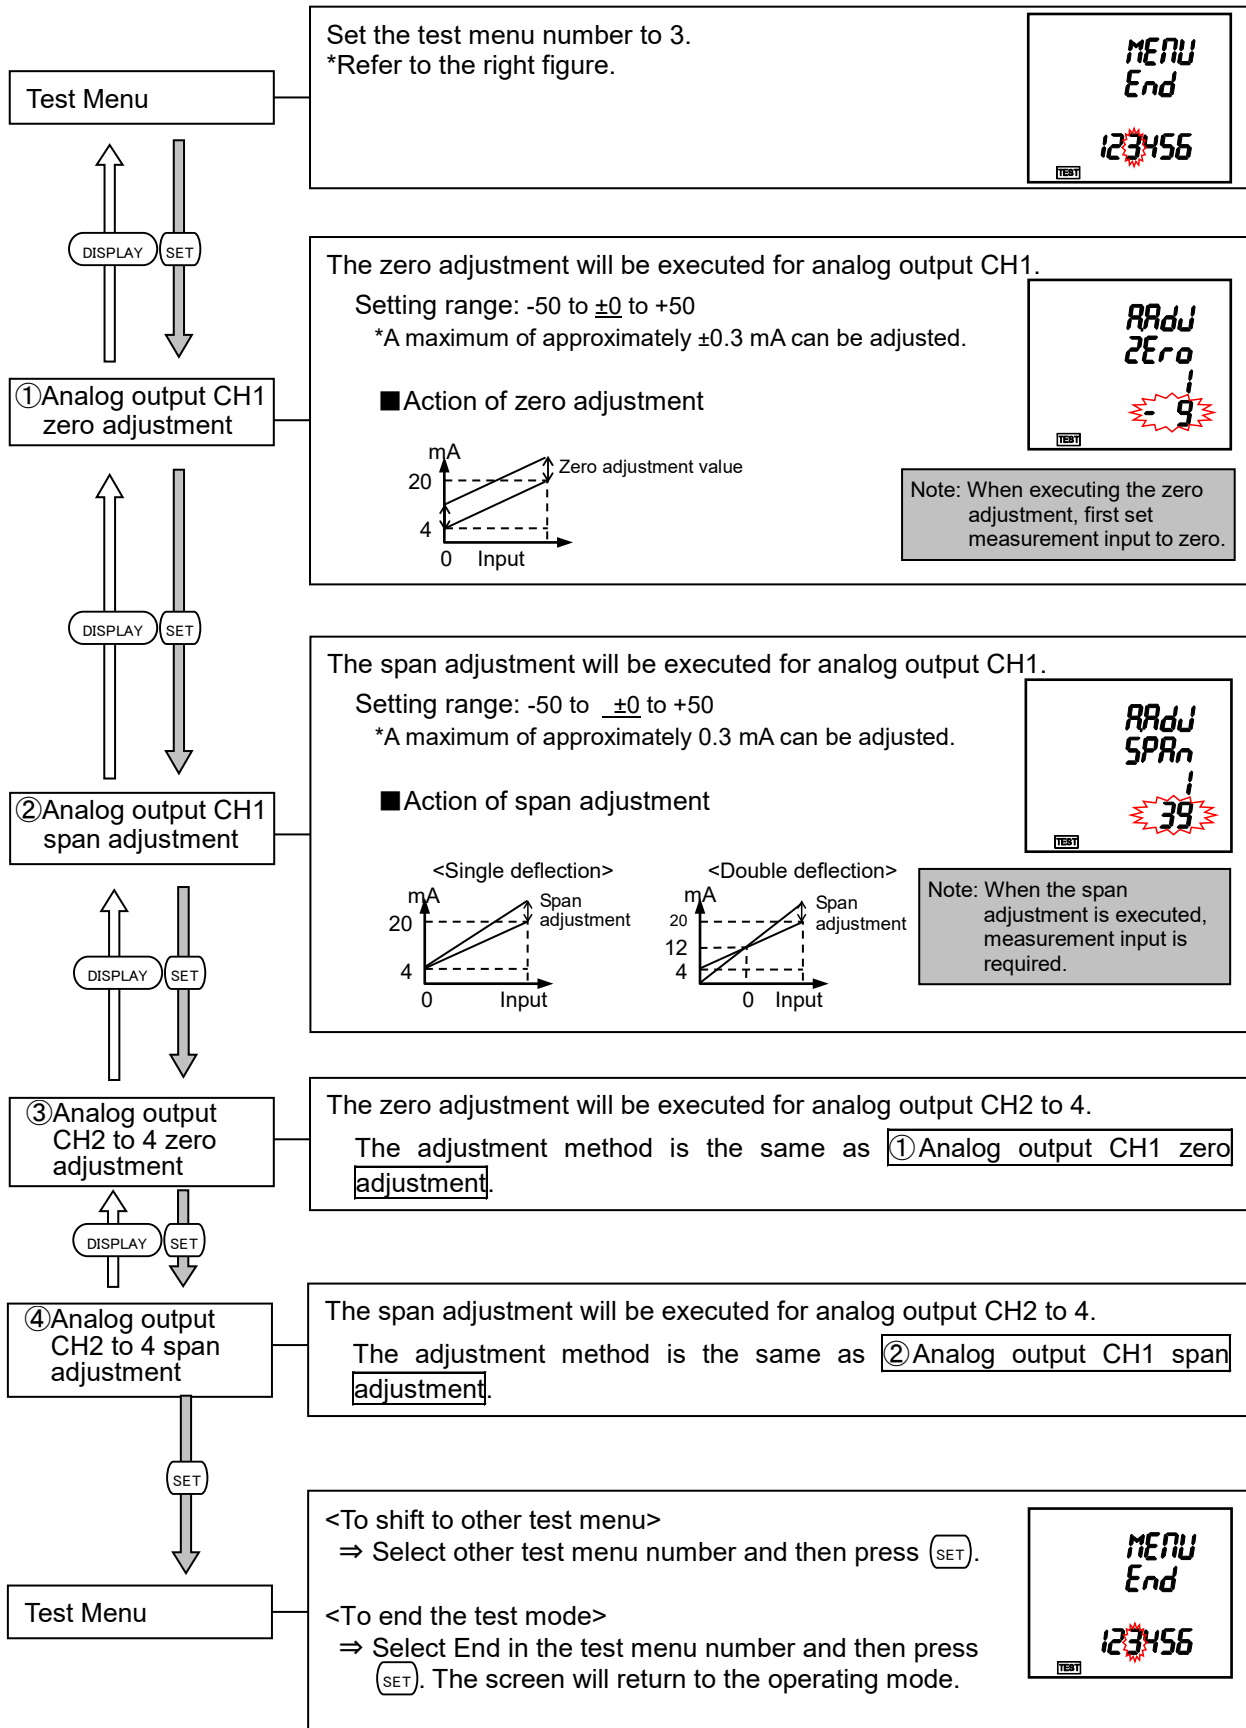 Test Menu
Set the test menu number to 3.
*Refer to the right figure.
MENU
End
123456
TEST
DISPLAY
SET
①Analog output CH1
zero adjustment
The zero adjustment will be executed for analog output CH1.
Setting range: -50 to ±0 to +50
*A maximum of approximately ±0.3 mA can be adjusted.
■Action of zero adjustment
mA
20
4
0
Input
Zero adjustment value
AAdJ
ZEro
1
- 9
TEST
Note: When executing the zero
adjustment, first set
measurement input to zero.
DISPLAY
SET
②Analog output CH1
span adjustment
The span adjustment will be executed for analog output CH1.
Setting range: -50 to ±0 to +50
*A maximum of approximately 0.3 mA can be adjusted.
■Action of span adjustment
<Single deflection>
mA
20
4
0
Input
Span
adjustment
<Double deflection>
mA
20
12
4
0
Input
Span
adjustment
AAdJ
SPAn
1
39
TEST
Note: When the span
adjustment is executed,
measurement input is
required.
DISPLAY
SET
③Analog output
CH2 to 4 zero
adjustment
The zero adjustment will be executed for analog output CH2 to 4.
The adjustment method is the same as ①Analog output CH1 zero
adjustment.
DISPLAY
SET
④Analog output
CH2 to 4 span
adjustment
The span adjustment will be executed for analog output CH2 to 4.
The adjustment method is the same as ②Analog output CH1 span
adjustment.
SET
Test Menu
<To shift to other test menu>
⇒ Select other test menu number and then press SET.
<To end the test mode>
⇒ Select End in the test menu number and then press
SET. The screen will return to the operating mode.
MENU
End
123456
TEST